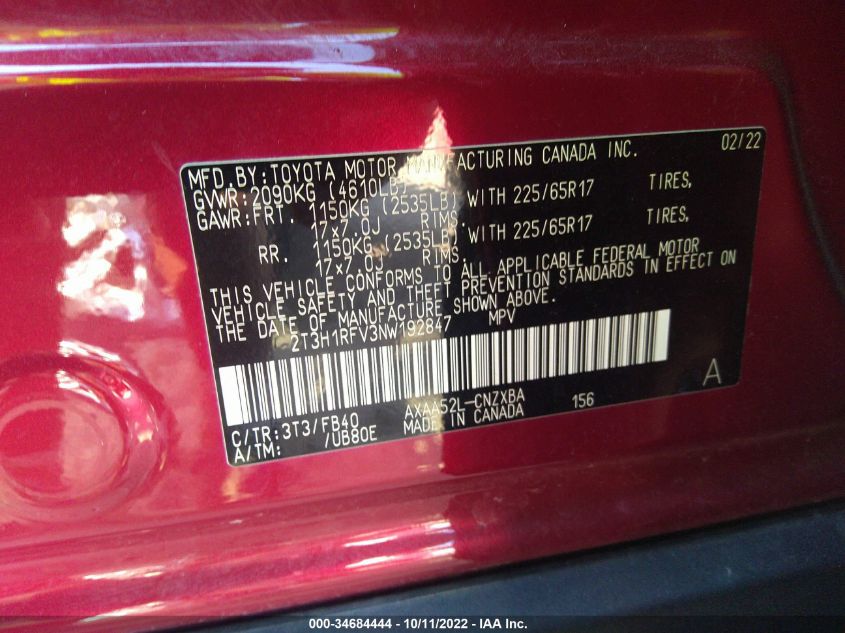 MFD. BY: TOYOTA MOTOR MANUFACTURING CANADA INC. 02/22
GVWR: 2090KG (4610LB)
GAWR: FRT. 1150KG (2535LB) WITH 225/65R17 TIRES,
17x7.0J RIMS,
RR. 1150KG (2535LB) WITH 225/65R17 TIRES,
17x7.0J RIMS,
THIS VEHICLE CONFORMS TO ALL APPLICABLE FEDERAL MOTOR
VEHICLE SAFETY AND THEFT PREVENTION STANDARDS IN EFFECT ON
THE DATE OF MANUFACTURE SHOWN ABOVE.
2T3H1RFV3NW192847 MPV
A
C/TR: 3T3/FB40 AXAA52L-CNZXBA 156
A/TM: /UB80E MADE IN CANADA
000-34684444 - 10/11/2022 - IAA Inc.